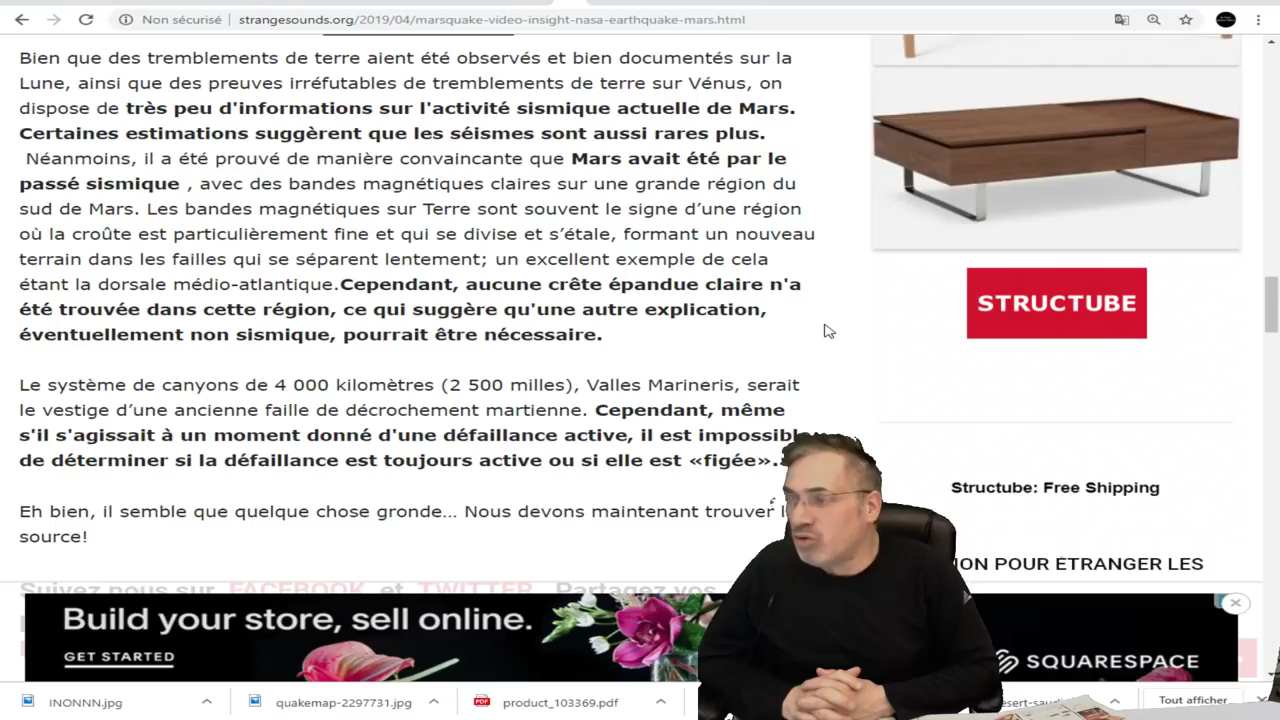 Non sécurisé
strangesounds.org/2019/04/marsquake-video-insight-nasa-earthquake-mars.html
Bien que des tremblements de terre aient été observés et bien documentés sur la
Lune, ainsi que des preuves irréfutables de tremblements de terre sur Vénus, on
dispose de très peu d'informations sur l'activité sismique actuelle de Mars.
Certaines estimations suggèrent que les séismes sont aussi rares plus.
Néanmoins, il a été prouvé de manière convaincante que Mars avait été par le
passé sismique , avec des bandes magnétiques claires sur une grande région du
sud de Mars. Les bandes magnétiques sur Terre sont souvent le signe d’une région
où la croûte est particulièrement fine et qui se divise et s’étale, formant un nouveau
terrain dans les failles qui se séparent lentement; un excellent exemple de cela
étant la dorsale médio-atlantique.Cependant, aucune crête épandue claire n'a
été trouvée dans cette région, ce qui suggère qu'une autre explication,
éventuellement non sismique, pourrait être nécessaire.
Le système de canyons de 4 000 kilomètres (2 500 milles), Valles Marineris, serait
le vestige d’une ancienne faille de décrochement martienne. Cependant, même
s'il s'agissait à un moment donné d'une défaillance active, il est impossible
de déterminer si la défaillance est toujours active ou si elle est «figée».
Eh bien, il semble que quelque chose gronde... Nous devons maintenant trouver
source!
Suivez nous sur FACEBOOK et TWITTER. Partagez vos
STRUCTUBE
Structube: Free Shipping
POUR ÉTRANGER LES
Build your store, sell online.
GET STARTED
SQUARESPACE
INONNN.jpg
quakemap-2297731.jpg
product_103369.pdf
Tout afficher